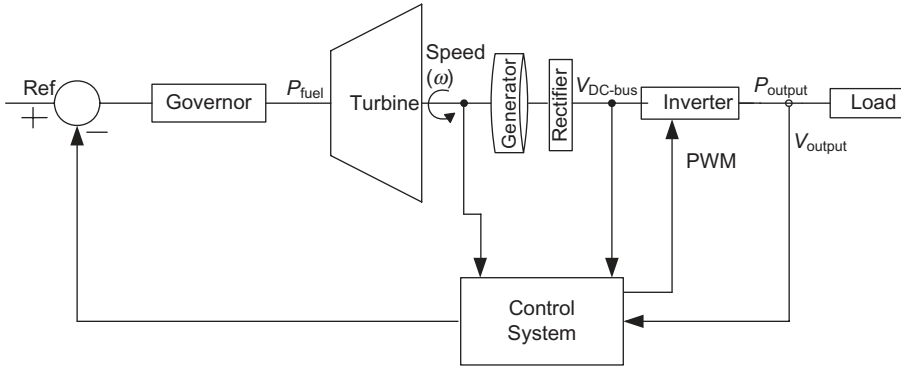 Ref
+
−
Governor
P_fuel
Turbine
Speed
(ω)
Generator
Rectifier
V_DC-bus
Inverter
P_output
Load
V_output
PWM
Control
System